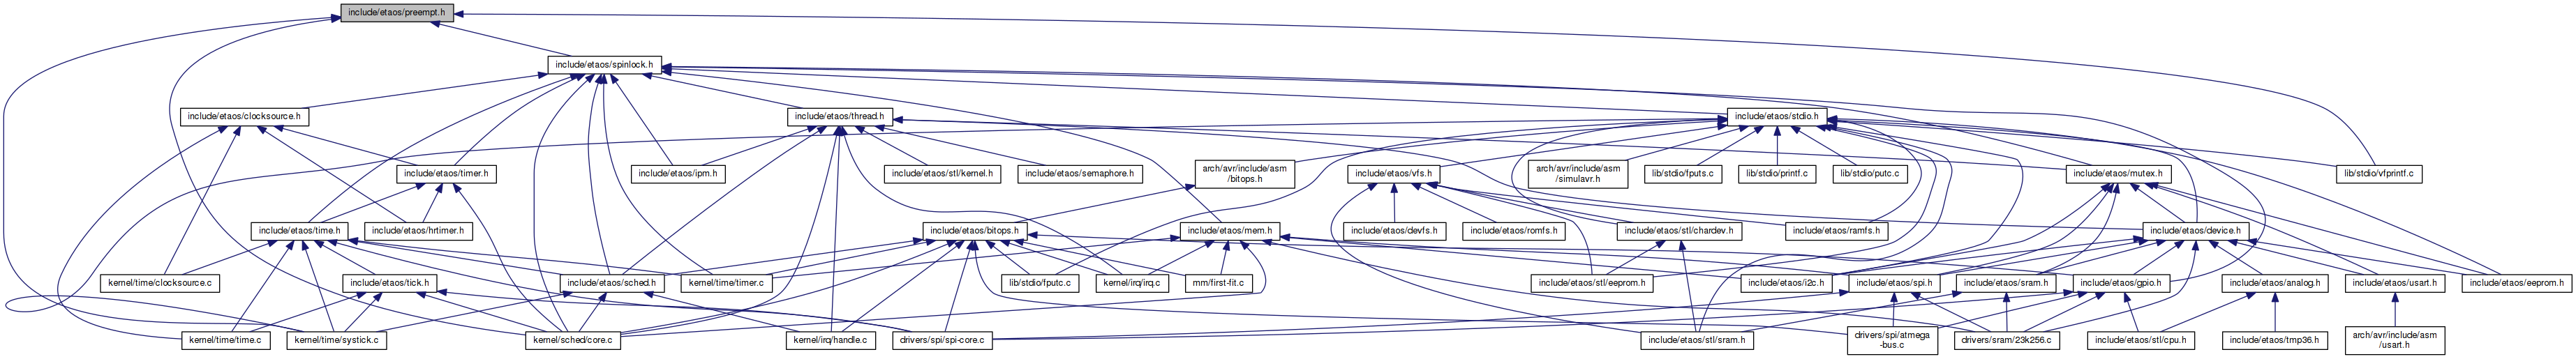 include/etaos/preempt.h
include/etaos/spinlock.h
include/etaos/clocksource.h
include/etaos/thread.h
include/etaos/stdio.h
include/etaos/timer.h
include/etaos/ipm.h
include/etaos/stl/kernel.h
include/etaos/semaphore.h
arch/avr/include/asm
/bitops.h
include/etaos/vfs.h
arch/avr/include/asm
/simulavr.h
lib/stdio/fputs.c
lib/stdio/printf.c
lib/stdio/putc.c
include/etaos/mutex.h
lib/stdio/vfprintf.c
include/etaos/time.h
include/etaos/hrtimer.h
include/etaos/bitops.h
include/etaos/mem.h
include/etaos/devfs.h
include/etaos/romfs.h
include/etaos/stl/chardev.h
include/etaos/ramfs.h
include/etaos/device.h
kernel/time/clocksource.c
include/etaos/tick.h
include/etaos/sched.h
kernel/time/timer.c
lib/stdio/fputc.c
kernel/irq/irq.c
mm/first-fit.c
include/etaos/stl/eeprom.h
include/etaos/i2c.h
include/etaos/spi.h
include/etaos/sram.h
include/etaos/gpio.h
include/etaos/analog.h
include/etaos/usart.h
include/etaos/eeprom.h
kernel/time/time.c
kernel/time/systick.c
kernel/sched/core.c
kernel/irq/handle.c
drivers/spi/spi-core.c
include/etaos/stl/sram.h
drivers/spi/atmega
-bus.c
drivers/sram/23k256.c
include/etaos/stl/cpu.h
include/etaos/tmp36.h
arch/avr/include/asm
/usart.h